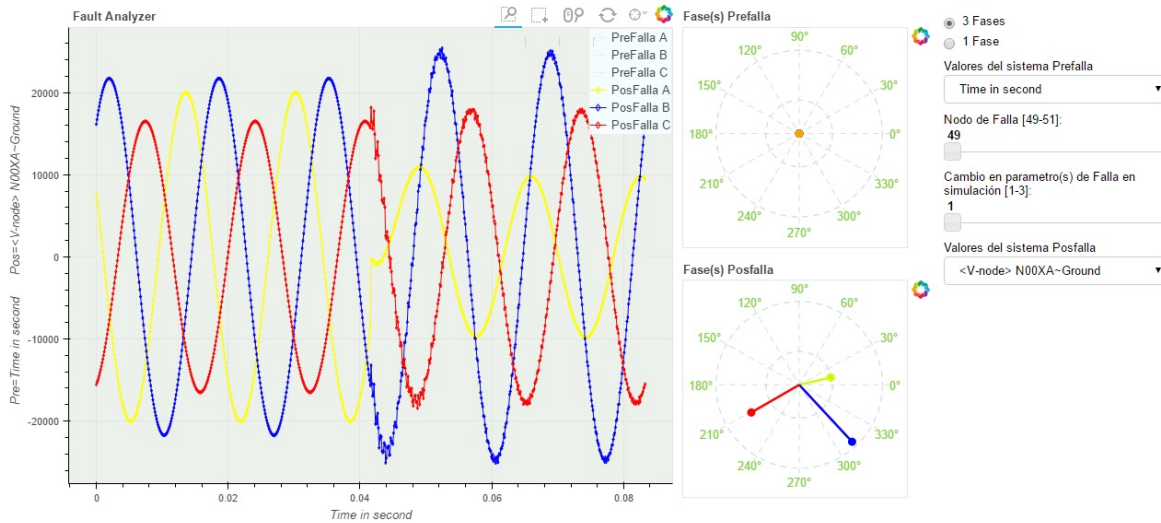 Fault Analyzer
PreFalla A
PreFalla B
PreFalla C
PosFalla A
PosFalla B
PosFalla C
20000
10000
0
-10000
-20000
Pre=Time in second    Pos=<V-node> N00XA~Ground
0
0.02
0.04
0.06
0.08
Time in second
Fase(s) Prefalla
90°
120°
60°
150°
30°
180°
0°
210°
330°
240°
300°
270°
Fase(s) Posfalla
90°
120°
60°
150°
30°
180°
0°
210°
330°
240°
300°
270°
3 Fases
1 Fase
Valores del sistema Prefalla
Time in second
Nodo de Falla [49-51]:
49
Cambio en parametro(s) de Falla en
simulación [1-3]:
1
Valores del sistema Posfalla
<V-node> N00XA~Ground